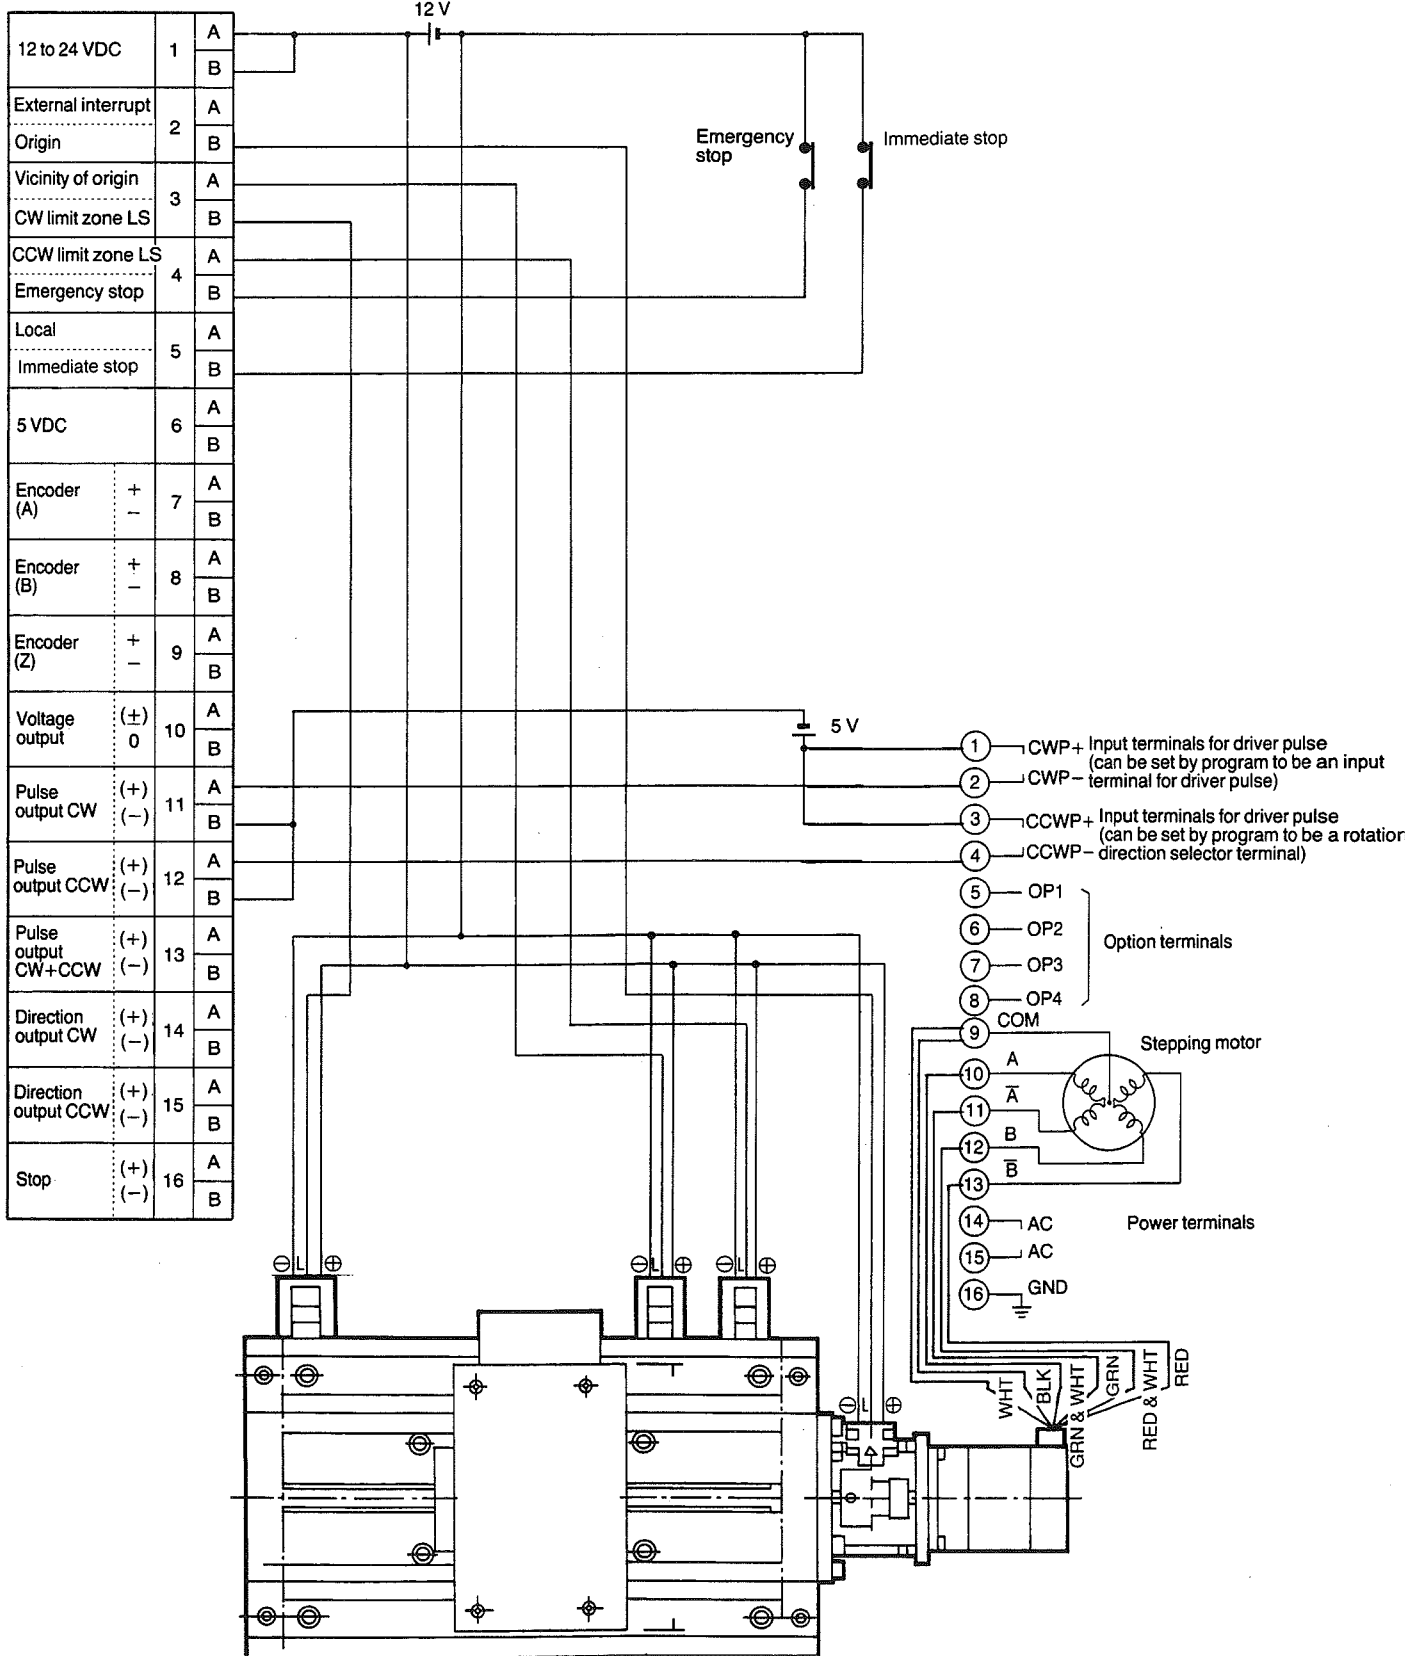 12 V
12 to 24 VDC 1 A
B
External interrupt 2 A
Origin B
Vicinity of origin 3 A
CW limit zone LS B
CCW limit zone LS 4 A
Emergency stop B
Local 5 A
Immediate stop B
5 VDC 6 A
B
Encoder + 7 A
(A) − B
Encoder + 8 A
(B) − B
Encoder + 9 A
(Z) − B
Voltage (±) 10 A
output 0 B
Pulse (+) 11 A
output CW (−) B
Pulse (+) 12 A
output CCW (−) B
Pulse
output (+) 13 A
CW+CCW (−) B
Direction (+) 14 A
output CW (−) B
Direction (+) 15 A
output CCW (−) B
Stop (+) 16 A
(−) B
Emergency
stop
Immediate stop
5 V
1 CWP+ Input terminals for driver pulse
(can be set by program to be an input
2 CWP− terminal for driver pulse)
3 CCWP+ Input terminals for driver pulse
(can be set by program to be a rotation
4 CCWP− direction selector terminal)
5 OP1
6 OP2
7 OP3
8 OP4
Option terminals
9 COM
Stepping motor
10 A
11 A̅
12 B
13 B̅
14 AC
15 AC
16 GND
Power terminals
⊖ L ⊕
⊖ L ⊕
⊖ L ⊕
⊖ L ⊕
WHT
BLK
GRN & WHT
GRN
RED & WHT
RED